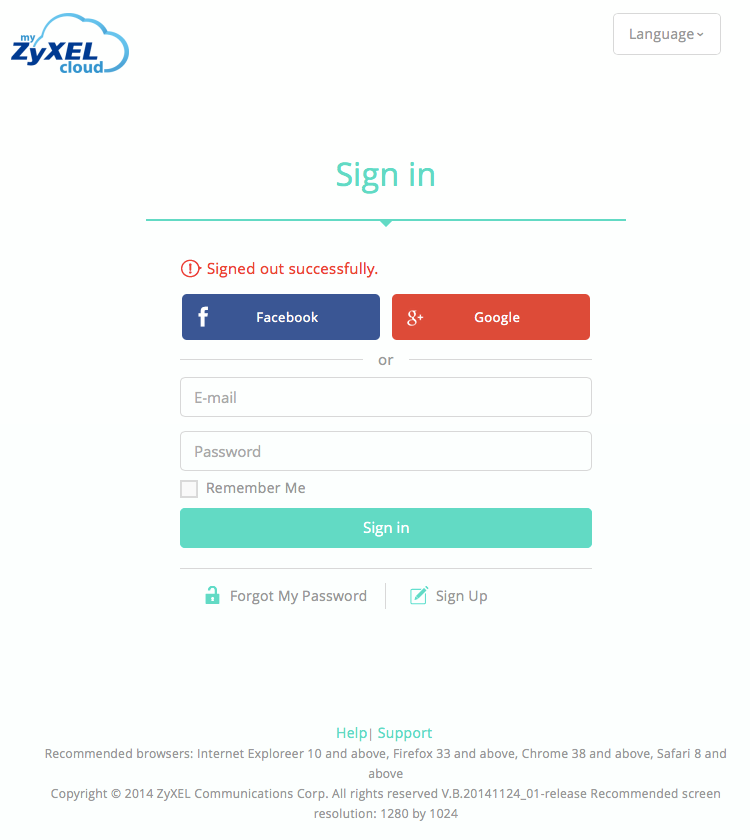 my
ZyXEL
cloud
Language
Sign in
Signed out successfully.
f Facebook
g+ Google
or
E-mail
Password
Remember Me
Sign in
Forgot My Password
Sign Up
Help| Support
Recommended browsers: Internet Exploreer 10 and above, Firefox 33 and above, Chrome 38 and above, Safari 8 and
above
Copyright © 2014 ZyXEL Communications Corp. All rights reserved V.B.20141124_01-release Recommended screen
resolution: 1280 by 1024